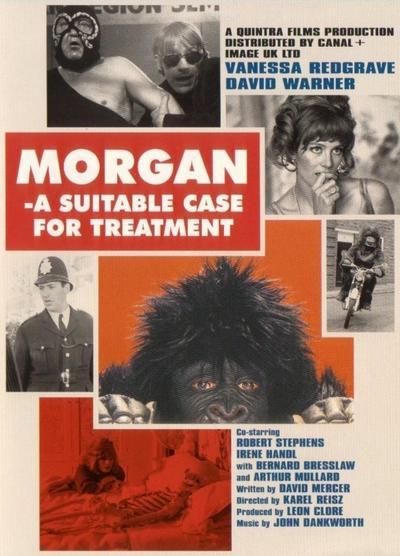 A QUINTRA FILMS PRODUCTION
DISTRIBUTED BY CANAL +
IMAGE UK LTD
VANESSA REDGRAVE
DAVID WARNER
MORGAN
-A SUITABLE CASE
FOR TREATMENT
Co-starring
ROBERT STEPHENS
IRENE HANDL
with BERNARD BRESSLAW
and ARTHUR MULLARD
Written by DAVID MERCER
Directed by KAREL REISZ
Produced by LEON CLORE
Music by JOHN DANKWORTH